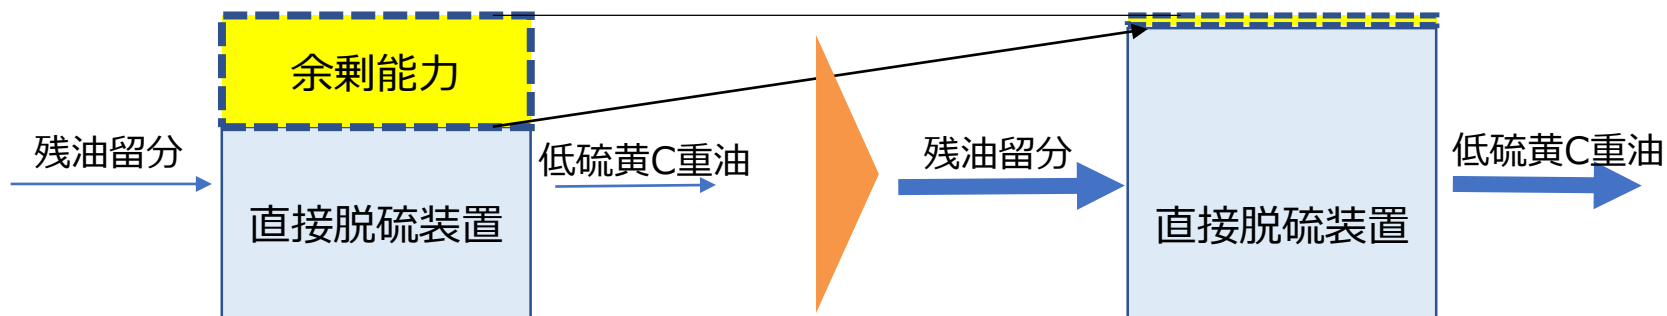 余剰能力
残油留分
低硫黄C重油
直接脱硫装置
残油留分
低硫黄C重油
直接脱硫装置